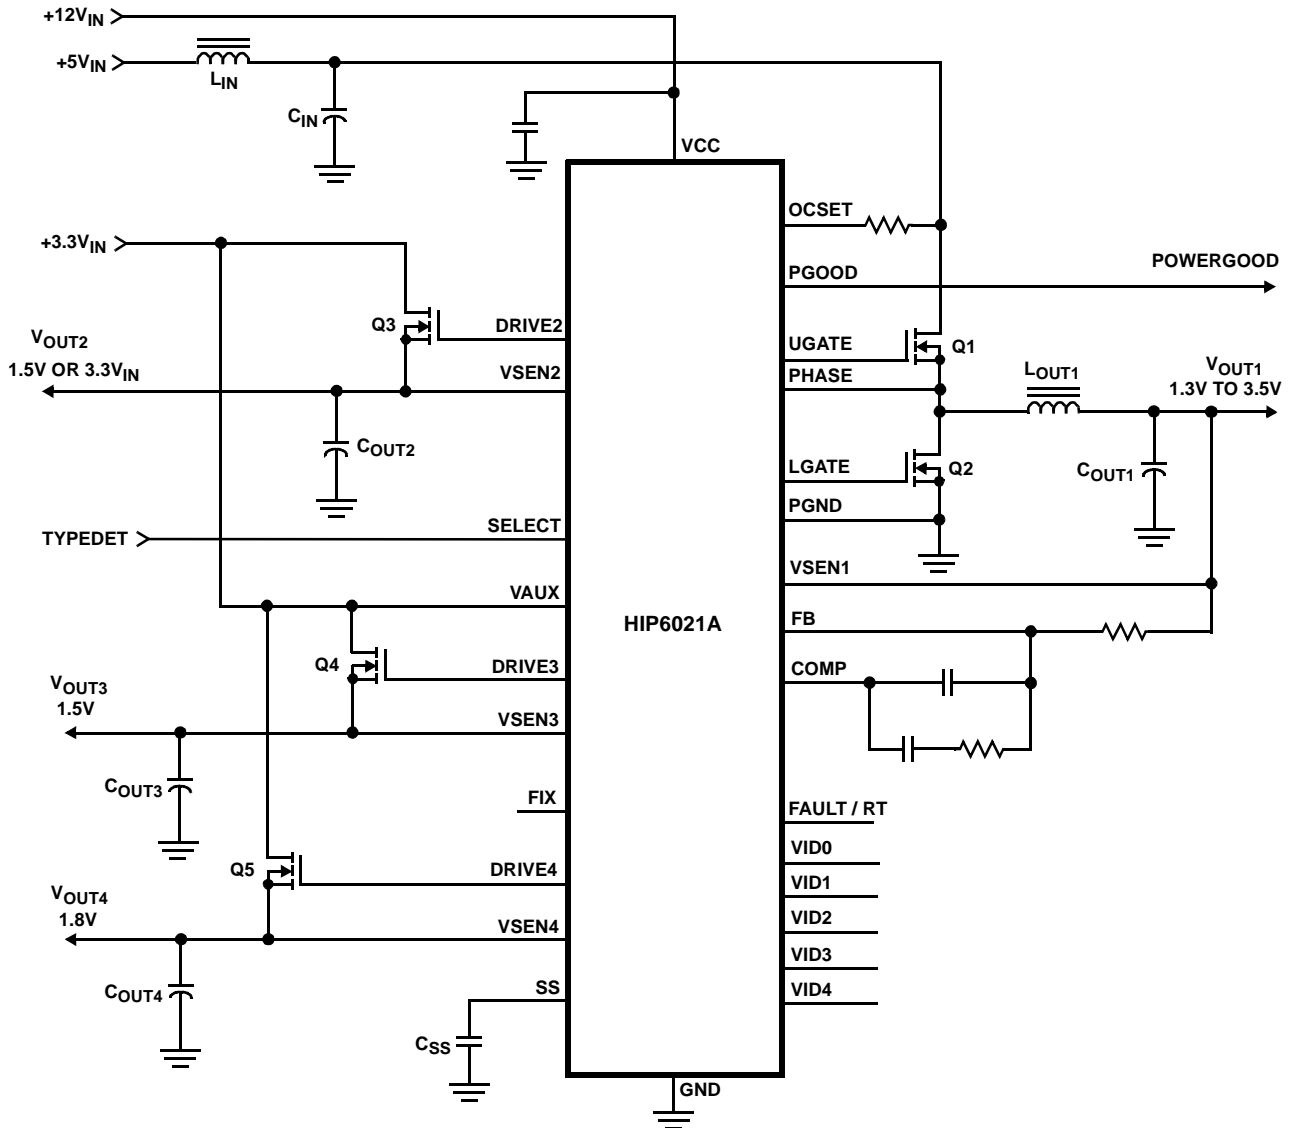 +12VIN
+5VIN
LIN
CIN
VCC
OCSET
+3.3VIN
PGOOD
POWERGOOD
Q3
DRIVE2
VOUT2
1.5V OR 3.3VIN
VSEN2
UGATE
Q1
PHASE
LOUT1
VOUT1
1.3V TO 3.5V
COUT2
LGATE
Q2
COUT1
PGND
SELECT
TYPEDET
VSEN1
VAUX
HIP6021A
FB
Q4
DRIVE3
COMP
VOUT3
1.5V
VSEN3
COUT3
FIX
FAULT / RT
VID0
Q5
DRIVE4
VID1
VOUT4
1.8V
VSEN4
VID2
VID3
COUT4
SS
VID4
CSS
GND